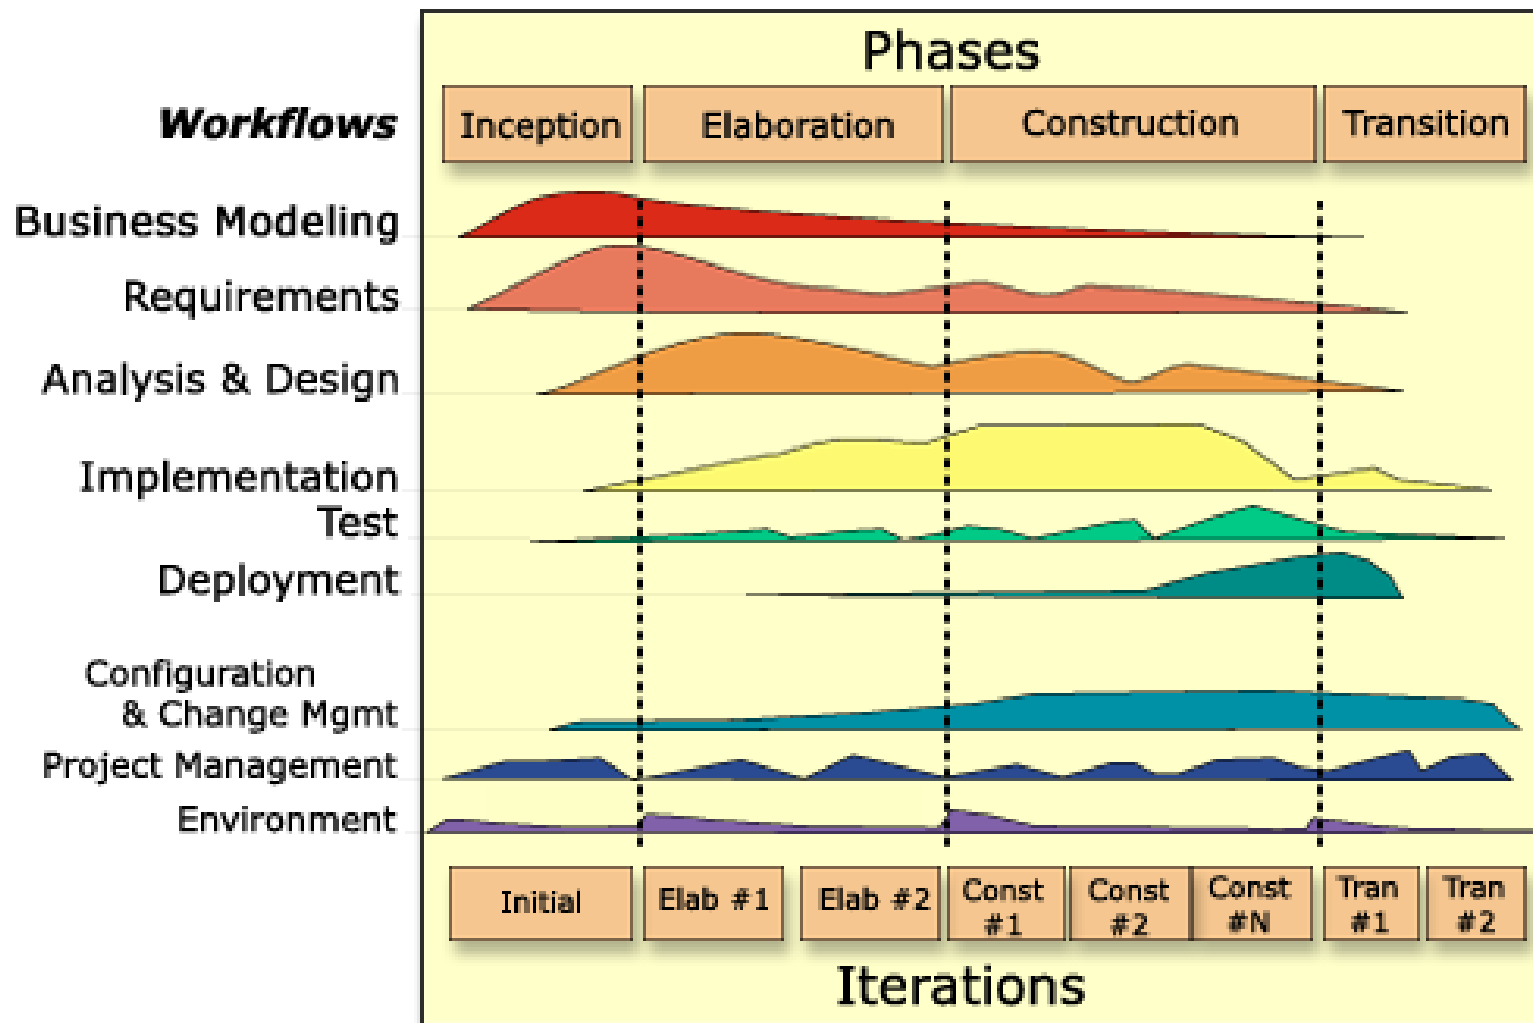 Phases
Workflows
Inception
Elaboration
Construction
Transition
Business Modeling
Requirements
Analysis & Design
Implementation
Test
Deployment
Configuration
& Change Mgmt
Project Management
Environment
Initial
Elab #1
Elab #2
Const
#1
Const
#2
Const
#N
Tran
#1
Tran
#2
Iterations